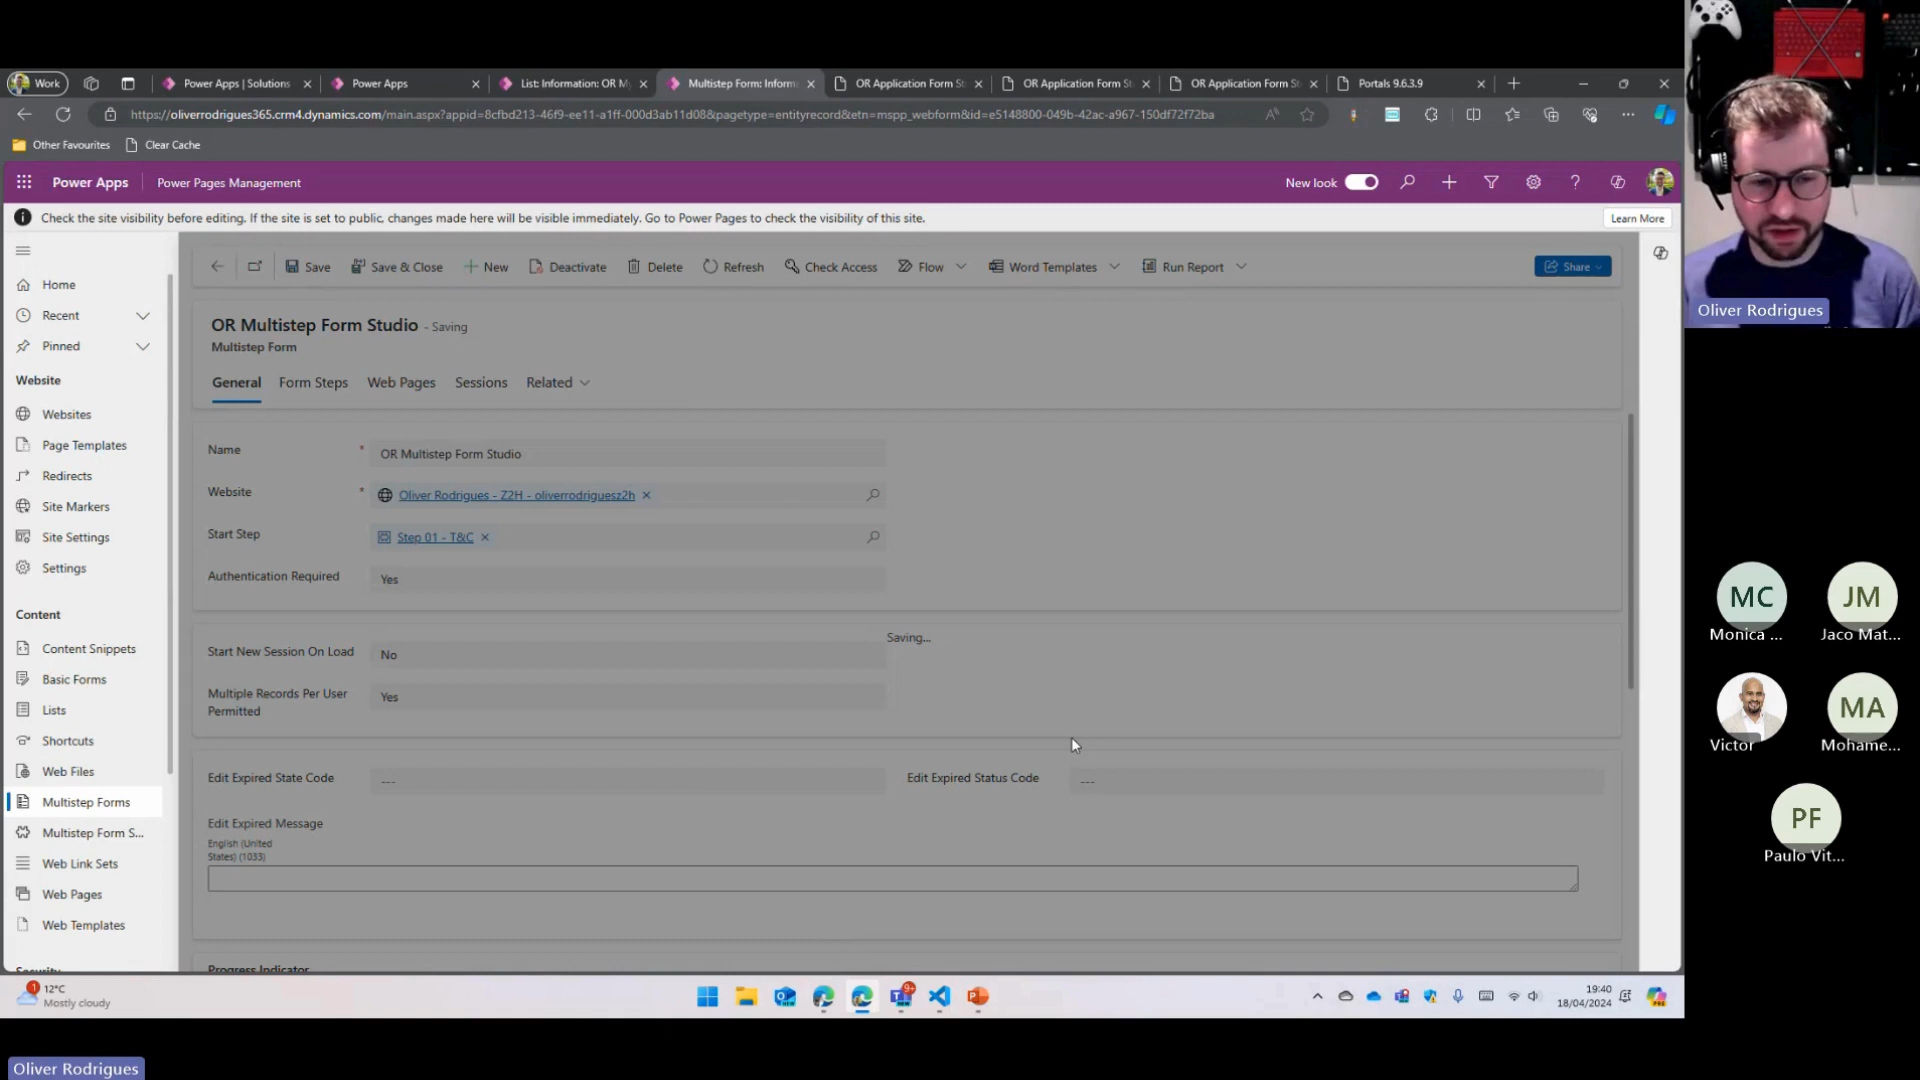 Work
Power Apps | Solutions
Power Apps
List: Information: OR M
Multistep Form: Inform
OR Application Form St
OR Application Form St
OR Application Form St
Portals 9.6.3.9
https://oliverrodrigues365.crm4.dynamics.com/main.aspx?appid=8cfbd213-46f9-ee11-a1ff-000d3ab11d08&pagetype=entityrecord&etn=mspp_webform&id=e5148800-049b-42ac-a967-150df72f72ba
Other Favourites
Clear Cache
Power Apps
Power Pages Management
New look
Check the site visibility before editing. If the site is set to public, changes made here will be visible immediately. Go to Power Pages to check the visibility of this site.
Learn More
Home
Recent
Pinned
Website
Websites
Page Templates
Redirects
Site Markers
Site Settings
Settings
Content
Content Snippets
Basic Forms
Lists
Shortcuts
Web Files
Multistep Forms
Multistep Form S...
Web Link Sets
Web Pages
Web Templates
Security
Save
Save & Close
New
Deactivate
Delete
Refresh
Check Access
Flow
Word Templates
Run Report
Share
OR Multistep Form Studio - Saving
Multistep Form
General
Form Steps
Web Pages
Sessions
Related
Name * OR Multistep Form Studio
Website * Oliver Rodrigues - Z2H - oliverrodriguesz2h
Start Step Step 01 - T&C
Authentication Required Yes
Saving...
Start New Session On Load No
Multiple Records Per User
Permitted
Yes
Edit Expired State Code ---
Edit Expired Status Code ---
Edit Expired Message
English (United
States) (1033)
Progress Indicator
1
12°C
Mostly cloudy
9+
NEW
PRE
19:40
18/04/2024
Oliver Rodrigues
MC
Monica ...
JM
Jaco Mat...
Victor
MA
Mohame...
PF
Paulo Vit...
Oliver Rodrigues